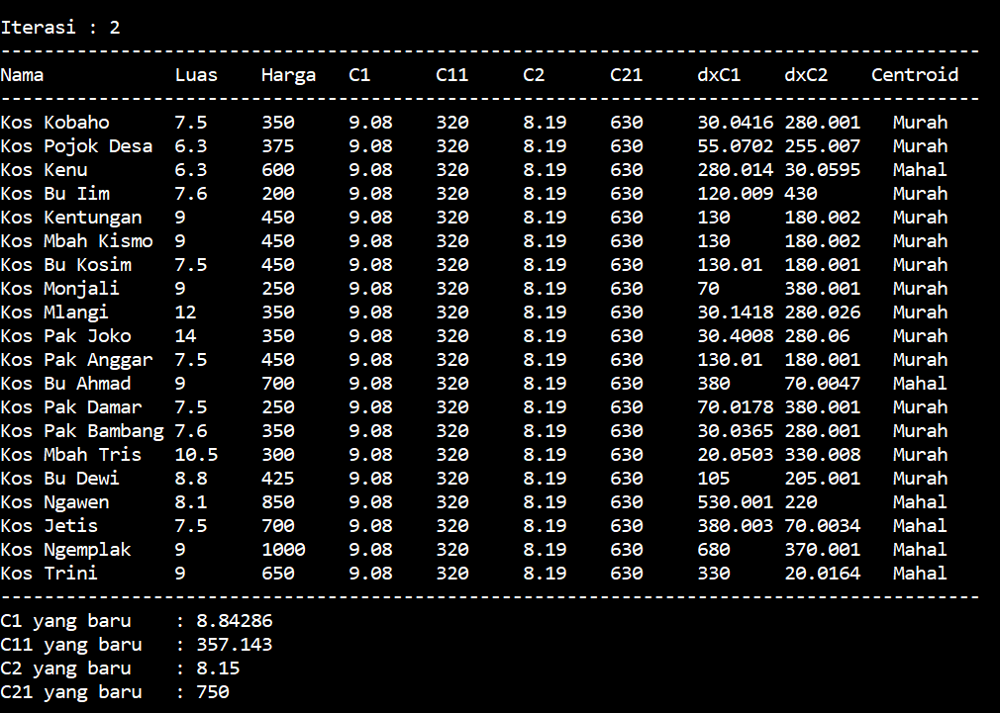 Iterasi : 2
------------------------------------------------------------------------------------------
Nama            Luas    Harga   C1      C11     C2      C21     dxC1    dxC2    Centroid
------------------------------------------------------------------------------------------
Kos Kobaho      7.5     350     9.08    320     8.19    630     30.0416 280.001   Murah
Kos Pojok Desa  6.3     375     9.08    320     8.19    630     55.0702 255.007   Murah
Kos Kenu        6.3     600     9.08    320     8.19    630     280.014 30.0595   Mahal
Kos Bu Iim      7.6     200     9.08    320     8.19    630     120.009 430       Murah
Kos Kentungan   9       450     9.08    320     8.19    630     130     180.002   Murah
Kos Mbah Kismo  9       450     9.08    320     8.19    630     130     180.002   Murah
Kos Bu Kosim    7.5     450     9.08    320     8.19    630     130.01  180.001   Murah
Kos Monjali     9       250     9.08    320     8.19    630     70      380.001   Murah
Kos Mlangi      12      350     9.08    320     8.19    630     30.1418 280.026   Murah
Kos Pak Joko    14      350     9.08    320     8.19    630     30.4008 280.06    Murah
Kos Pak Anggar  7.5     450     9.08    320     8.19    630     130.01  180.001   Murah
Kos Bu Ahmad    9       700     9.08    320     8.19    630     380     70.0047   Mahal
Kos Pak Damar   7.5     250     9.08    320     8.19    630     70.0178 380.001   Murah
Kos Pak Bambang 7.6     350     9.08    320     8.19    630     30.0365 280.001   Murah
Kos Mbah Tris   10.5    300     9.08    320     8.19    630     20.0503 330.008   Murah
Kos Bu Dewi     8.8     425     9.08    320     8.19    630     105     205.001   Murah
Kos Ngawen      8.1     850     9.08    320     8.19    630     530.001 220       Mahal
Kos Jetis       7.5     700     9.08    320     8.19    630     380.003 70.0034   Mahal
Kos Ngemplak    9       1000    9.08    320     8.19    630     680     370.001   Mahal
Kos Trini       9       650     9.08    320     8.19    630     330     20.0164   Mahal
------------------------------------------------------------------------------------------
C1 yang baru    : 8.84286
C11 yang baru   : 357.143
C2 yang baru    : 8.15
C21 yang baru   : 750